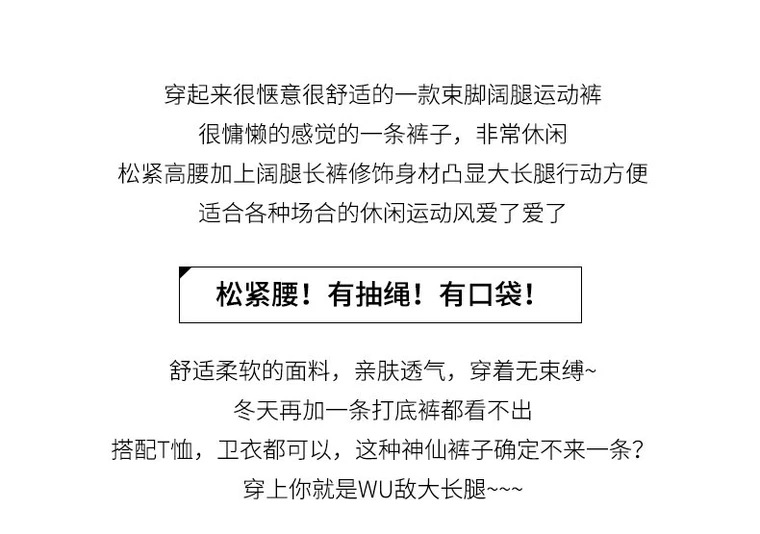 穿起来很惬意很舒适的一款束脚阔腿运动裤
很慵懒的感觉的一条裤子，非常休闲
松紧高腰加上阔腿长裤修饰身材凸显大长腿行动方便
适合各种场合的休闲运动风爱了爱了
松紧腰！有抽绳！有口袋！
舒适柔软的面料，亲肤透气，穿着无束缚~
冬天再加一条打底裤都看不出
搭配T恤，卫衣都可以，这种神仙裤子确定不来一条？
穿上你就是WU敌大长腿~~~